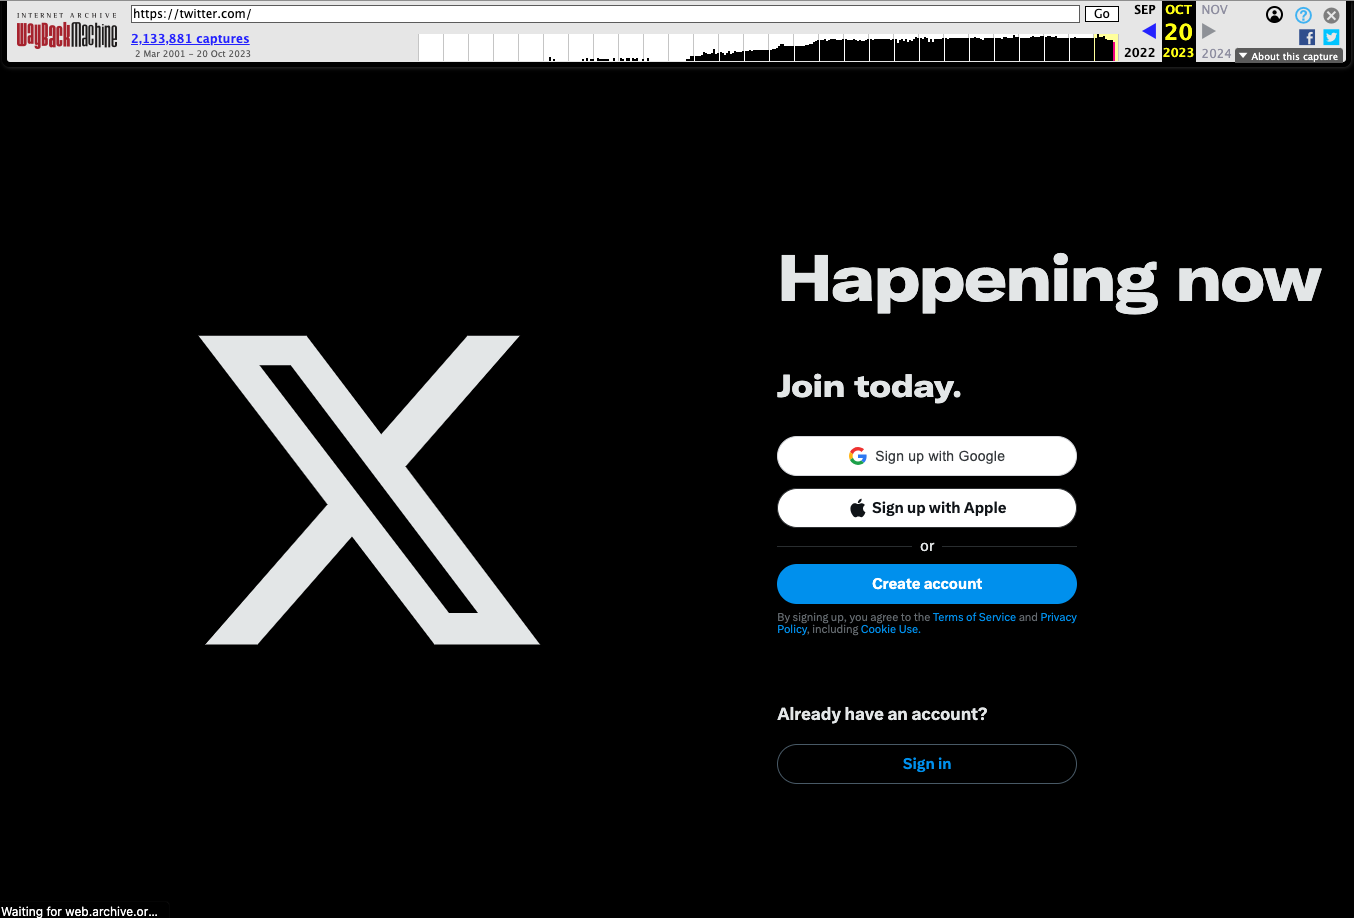 INTERNET ARCHIVE
WayBackMachine
https://twitter.com/
Go
2,133,881 captures
2 Mar 2001 – 20 Oct 2023
SEP OCT NOV
20
2022 2023 2024
?
f
About this capture
Happening now
Join today.
Sign up with Google
Sign up with Apple
or
Create account
By signing up, you agree to the Terms of Service and Privacy
Policy, including Cookie Use.
Already have an account?
Sign in
Waiting for web.archive.or...